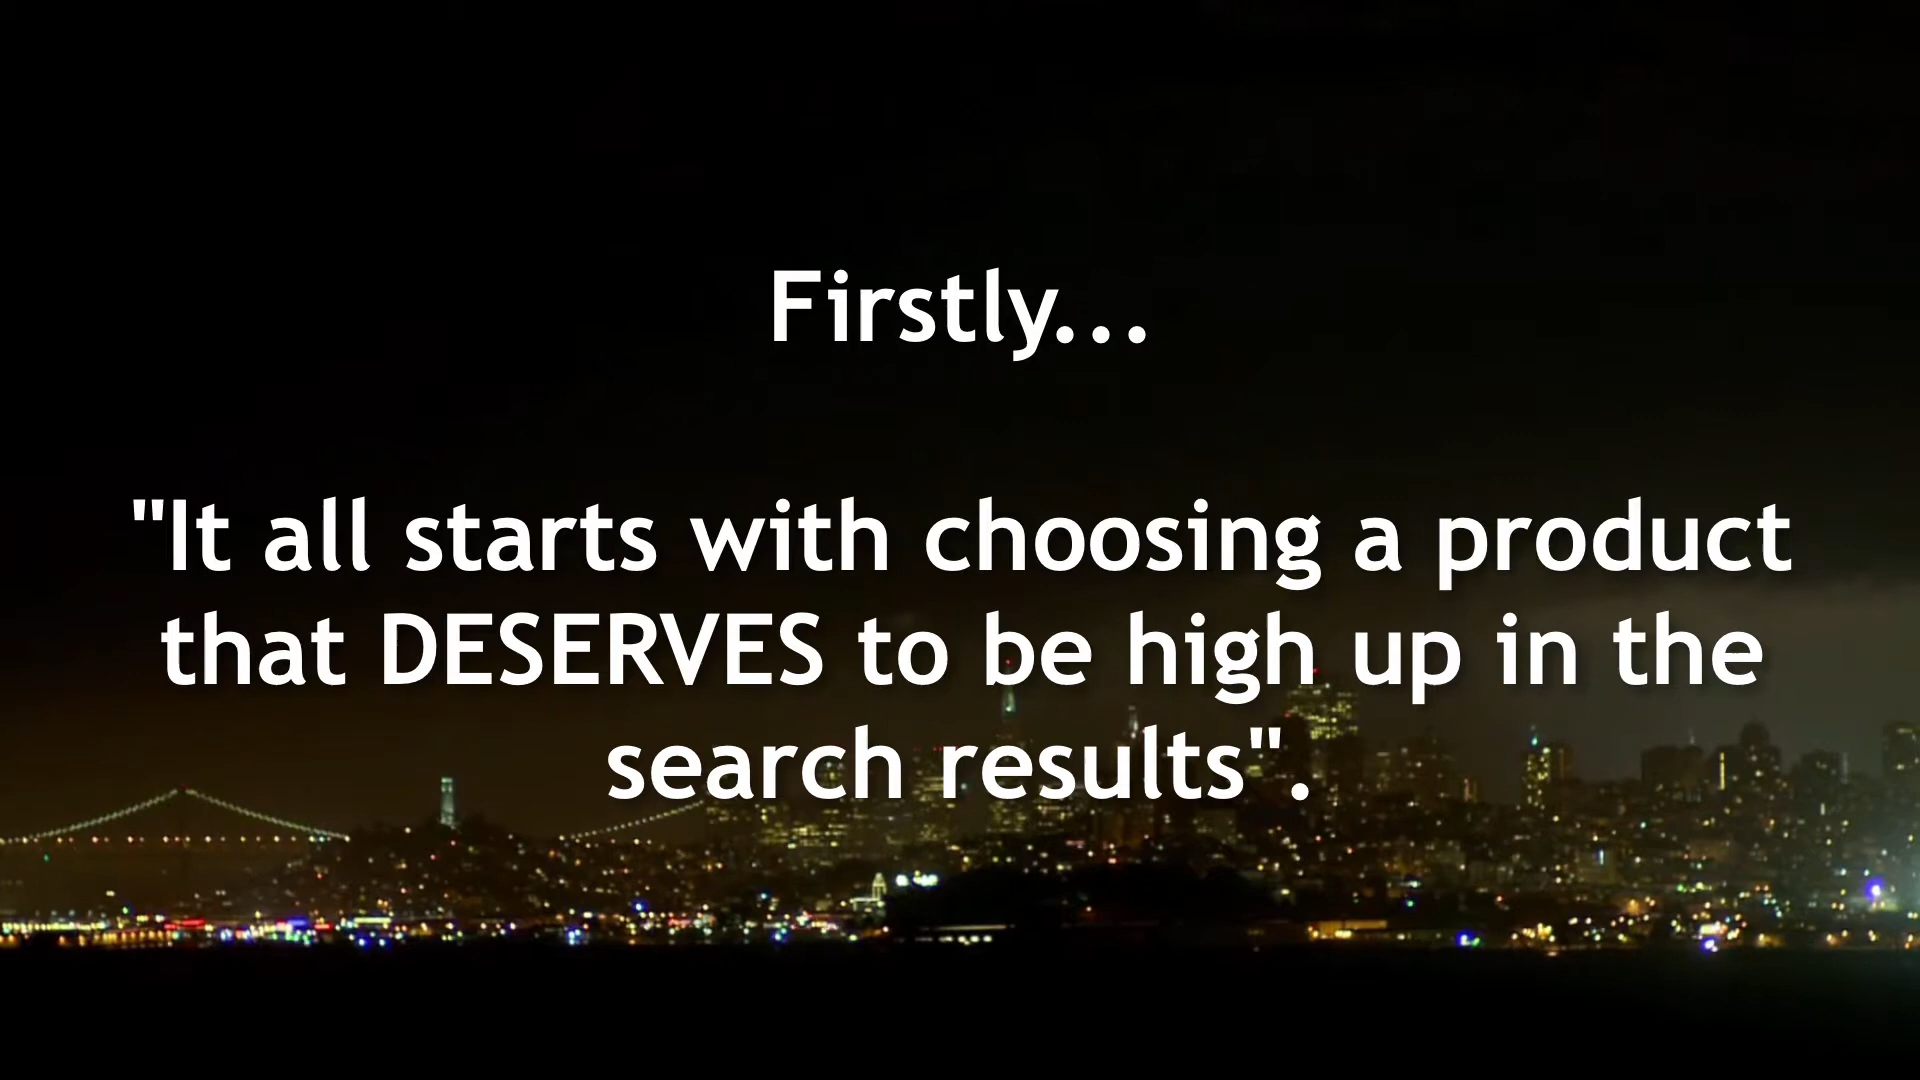 Firstly...
"It all starts with choosing a product
that DESERVES to be high up in the
search results".